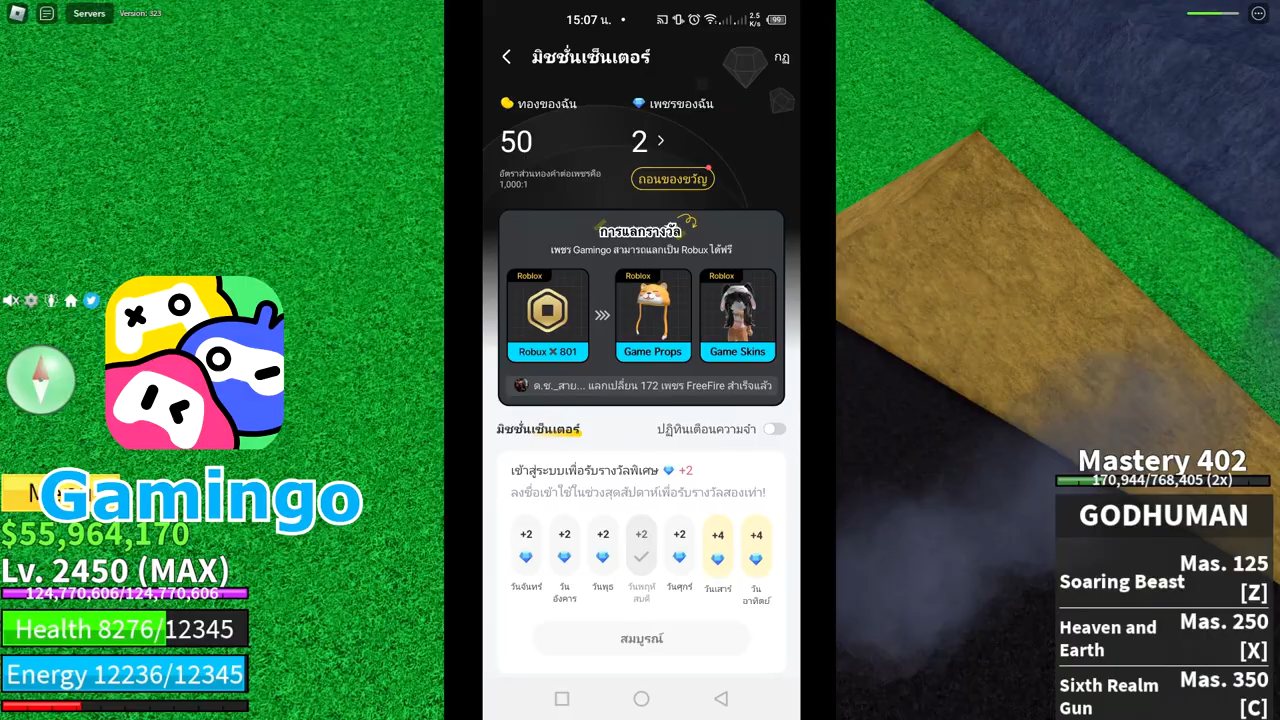 Servers
Version: 323
15:07 น.
2.5
K/s
99
มิชชั่นเซ็นเตอร์
กฏ
ทองของฉัน
เพชรของฉัน
50
2
อัตราส่วนทองคำต่อเพชรคือ
1,000:1
ถอนของขวัญ
การแลกรางวัล
เพชร Gamingo สามารถแลกเป็น Robux ได้ฟรี
Roblox
Roblox
Roblox
Robux × 801
Game Props
Game Skins
ด.ช._สาย... แลกเปลี่ยน 172 เพชร FreeFire สำเร็จแล้ว
มิชชั่นเซ็นเตอร์
ปฏิทินเตือนความจำ
เข้าสู่ระบบเพื่อรับรางวัลพิเศษ +2
ลงชื่อเข้าใช้ในช่วงสุดสัปดาห์เพื่อรับรางวัลสองเท่า!
+2
+2
+2
+2
+2
+4
+4
วันจันทร์
วัน
อังคาร
วันพุธ
วันพฤหั
สบดี
วันศุกร์
วันเสาร์
วัน
อาทิตย์
สมบูรณ์
Gamingo
$55,964,170
Lv. 2450 (MAX)
124,770,606/124,770,606
Health 8276/12345
Energy 12236/12345
Mastery 402
170,944/768,405 (2x)
GODHUMAN
Mas. 125
Soaring Beast
[Z]
Mas. 250
Heaven and
Earth
[X]
Mas. 350
Sixth Realm
Gun
[C]